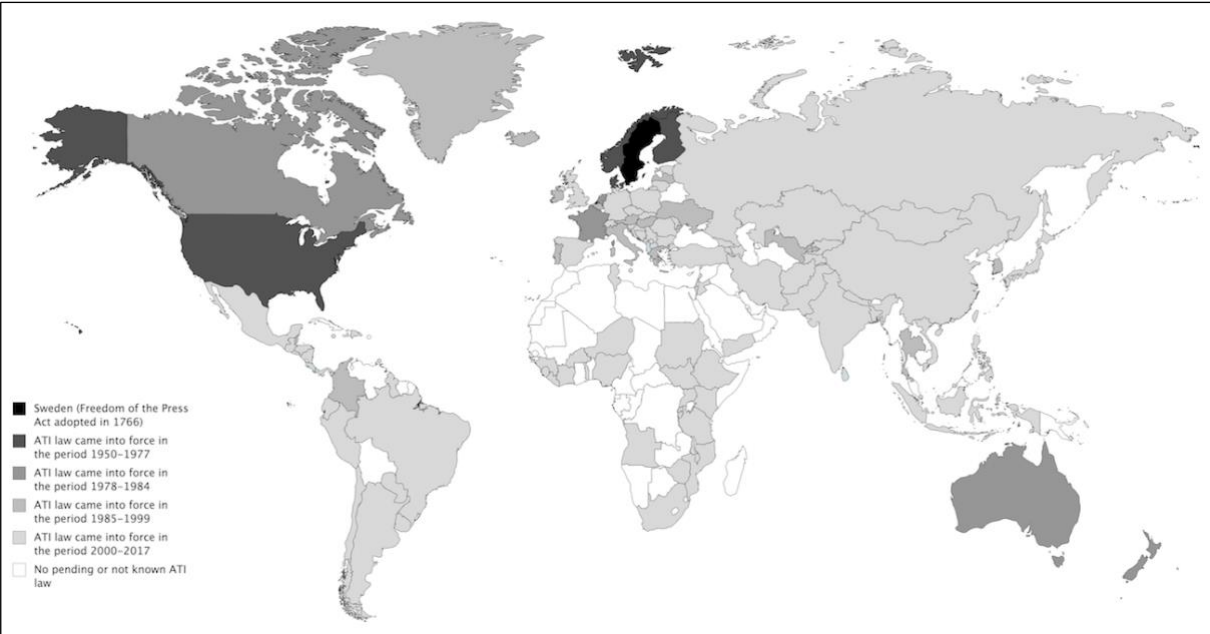 Sweden (Freedom of the Press
Act adopted in 1766)
ATI law came into force in
the period 1950–1977
ATI law came into force in
the period 1978–1984
ATI law came into force in
the period 1985–1999
ATI law came into force in
the period 2000–2017
No pending or not known ATI
law